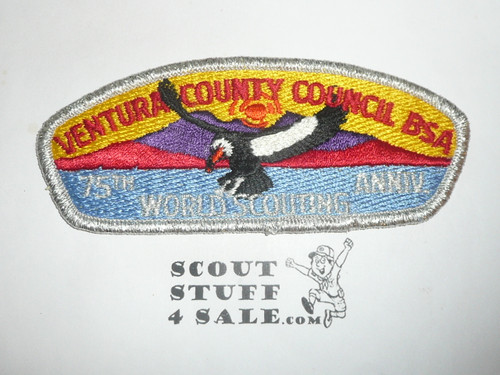 VENTURA COUNTY COUNCIL BSA
75TH ANNIV.
WORLD SCOUTING
SCOUT
STUFF
4 SALE.com